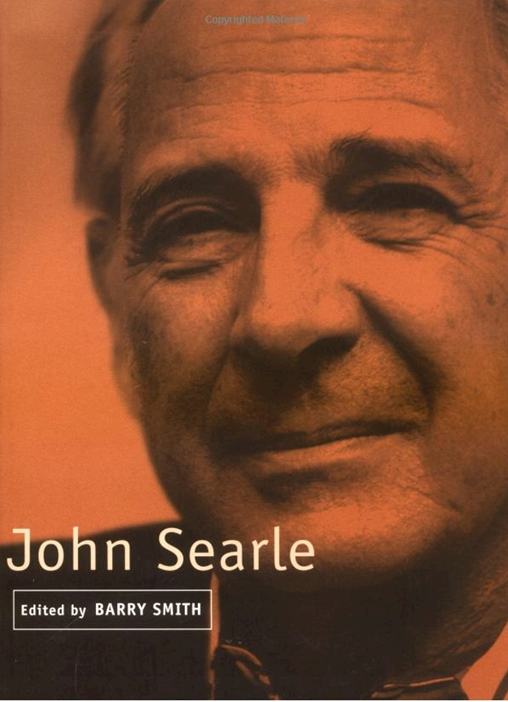 Copyrighted Material
John Searle
Edited by BARRY SMITH